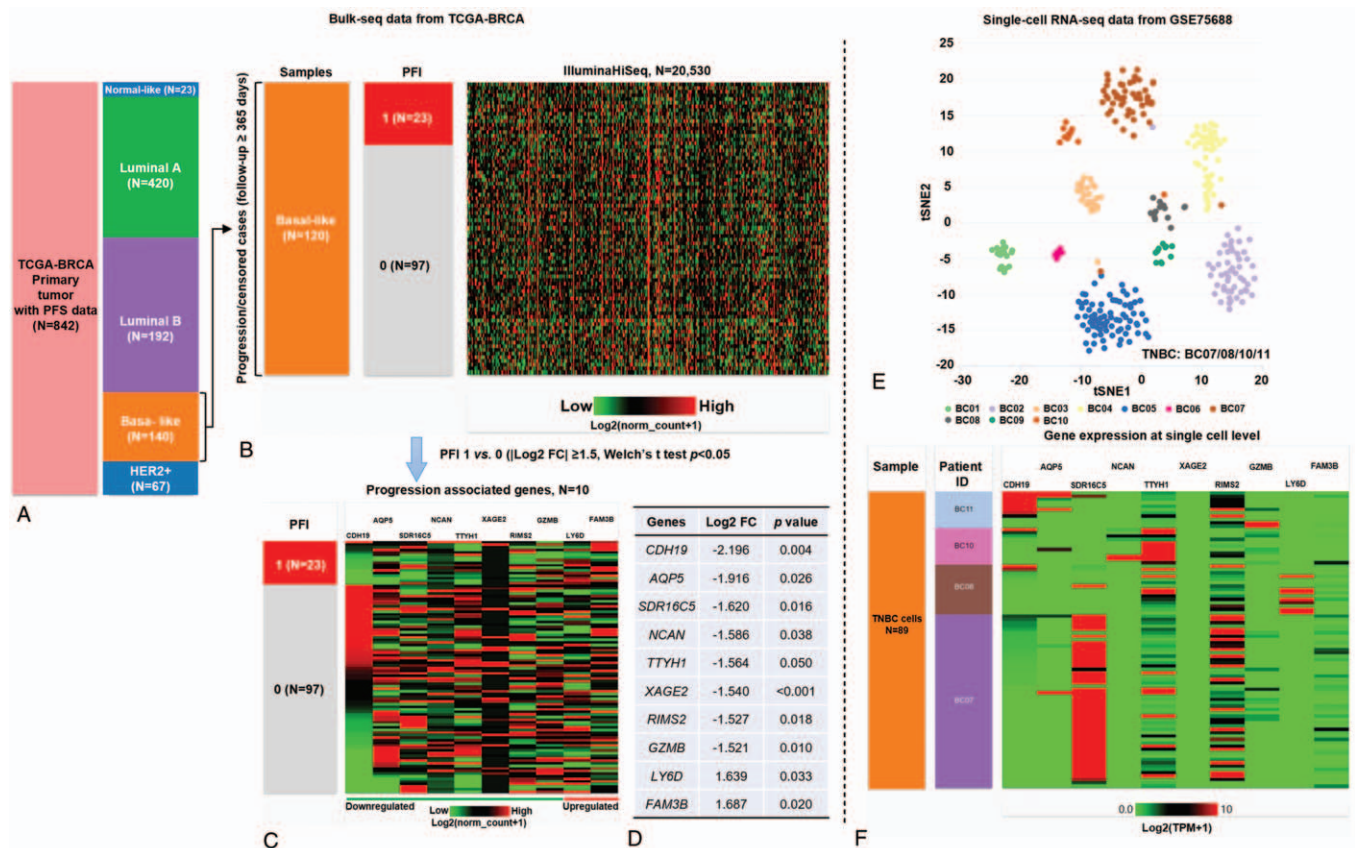 Bulk-seq data from TCGA-BRCA
TCGA-BRCA
Primary
tumor
with PFS data
(N=842)
Normal-like (N=23)
Luminal A
(N=420)
Luminal B
(N=192)
Basa- like
(N=140)
HER2+
(N=67)
A
Progression/censored cases (follow-up ≥ 365 days)
Samples
PFI
IlluminaHiSeq, N=20,530
Basal-like
(N=120)
1 (N=23)
0 (N=97)
Low
High
Log2(norm_count+1)
B
PFI 1 vs. 0 (|Log2 FC| ≥1.5, Welch's t test p<0.05
Progression associated genes, N=10
PFI
AQP5 NCAN XAGE2 GZMB FAM3B
CDH19 SDR16C5 TTYH1 RIMS2 LY6D
1 (N=23)
0 (N=97)
Downregulated
Low
High
Upregulated
Log2(norm_count+1)
C
Genes Log2 FC p value
CDH19 -2.196 0.004
AQP5 -1.916 0.026
SDR16C5 -1.620 0.016
NCAN -1.586 0.038
TTYH1 -1.564 0.050
XAGE2 -1.540 <0.001
RIMS2 -1.527 0.018
GZMB -1.521 0.010
LY6D 1.639 0.033
FAM3B 1.687 0.020
D
Single-cell RNA-seq data from GSE75688
tSNE2
25
20
15
10
5
0
-5
-10
-15
-20
TNBC: BC07/08/10/11
-30 -20 -10 0 10 20
tSNE1
E
BC01 BC02 BC03 BC04 BC05 BC06 BC07
BC08 BC09 BC10
Gene expression at single cell level
Sample
Patient
ID
AQP5 NCAN XAGE2 GZMB FAM3B
CDH19 SDR16C5 TTYH1 RIMS2 LY6D
TNBC cells
N=89
BC11
BC10
BC08
BC07
0.0
10
Log2(TPM+1)
F